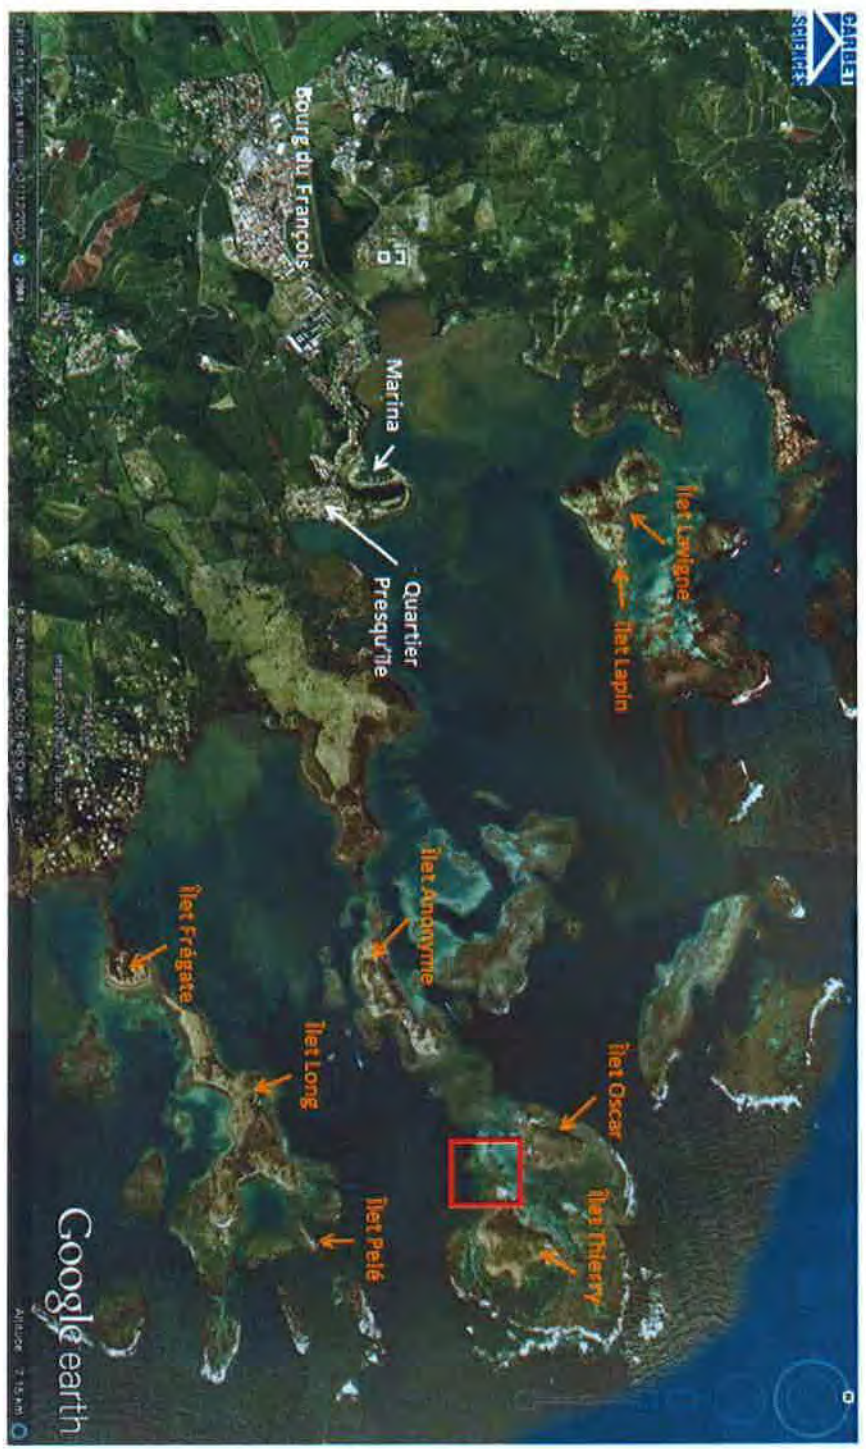 CARBET
SCIENCES
Îlet Lavigne
Îlet Lapin
Îlet Oscar
Îlet Thierry
Bourg du François
Marina
Quartier
Presqu'île
Îlet Anonyme
Îlet Pelé
Îlet Long
Îlet Frégate
Google earth
Altitude